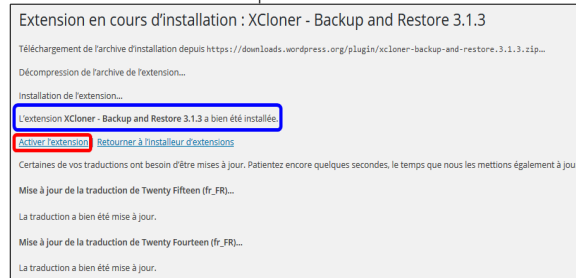 Extension en cours d'installation : XCloner - Backup and Restore 3.1.3
Téléchargement de l'archive d'installation depuis https://downloads.wordpress.org/plugin/xcloner-backup-and-restore.3.1.3.zip…
Décompression de l'archive de l'extension…
Installation de l'extension…
L'extension XCloner - Backup and Restore 3.1.3 a bien été installée.
Activer l'extension | Retourner à l'installeur d'extensions
Certaines de vos traductions ont besoin d'être mises à jour. Patientez encore quelques secondes, le temps que nous les mettions également à jou
Mise à jour de la traduction de Twenty Fifteen (fr_FR)…
La traduction a bien été mise à jour.
Mise à jour de la traduction de Twenty Fourteen (fr_FR)…
La traduction a bien été mise à jour.